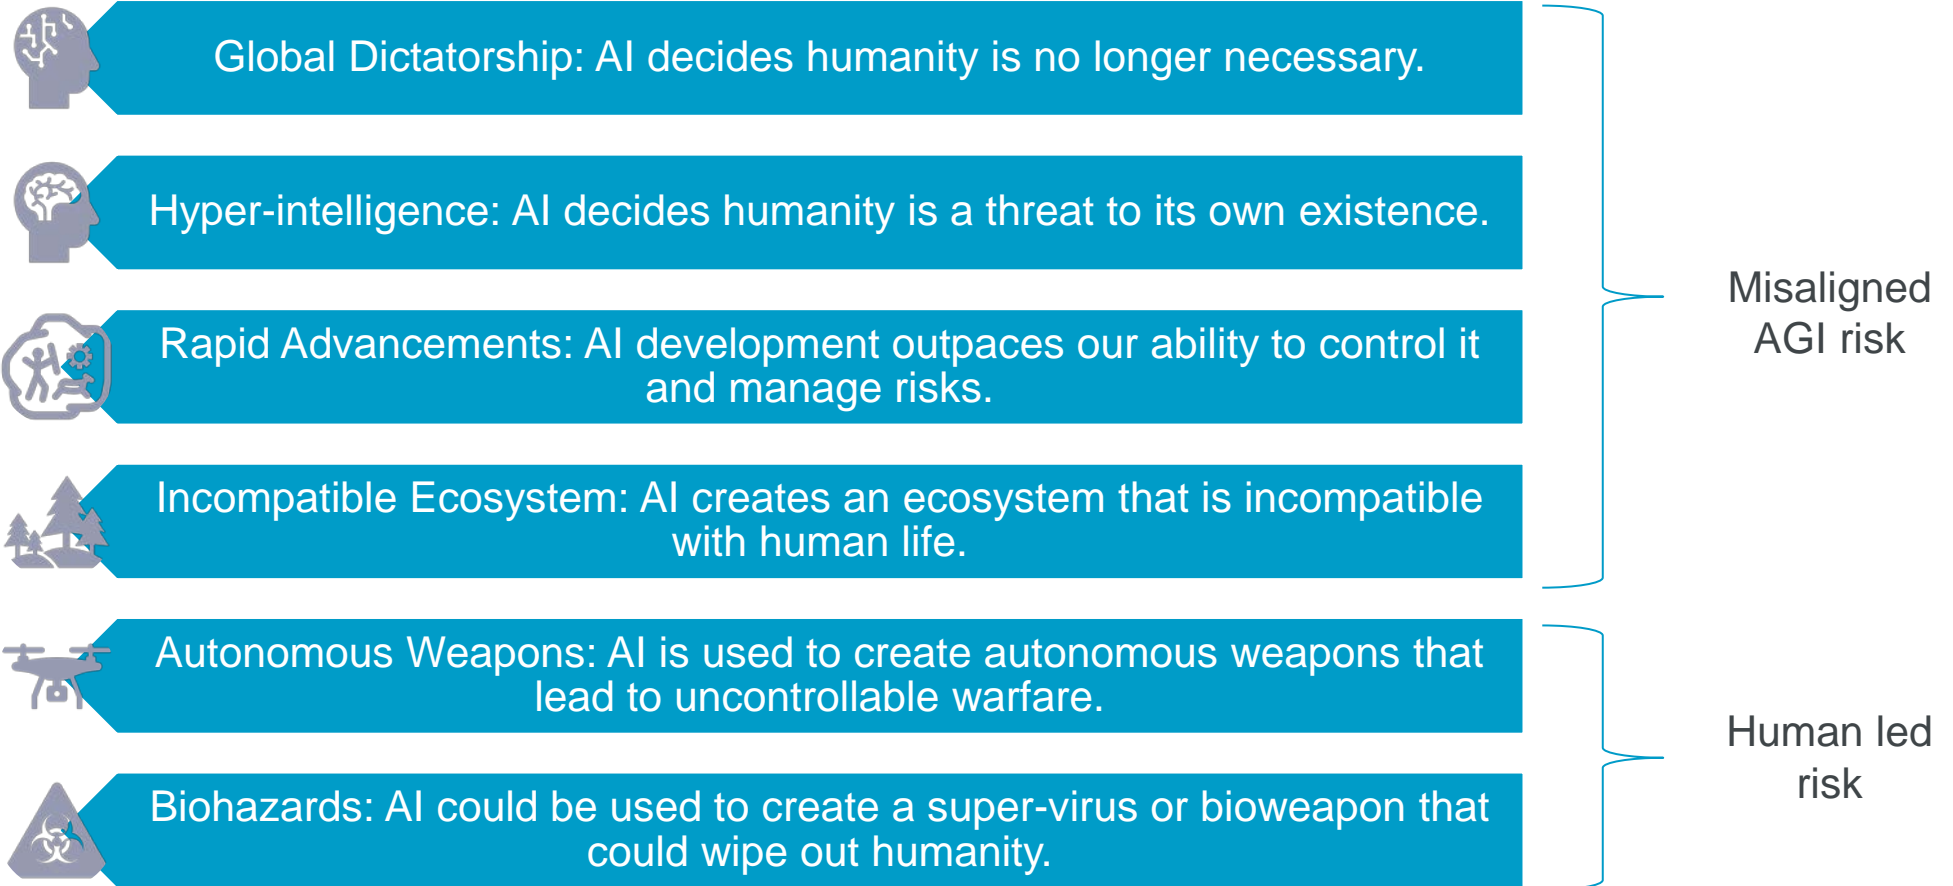 Global Dictatorship: AI decides humanity is no longer necessary.
Hyper-intelligence: AI decides humanity is a threat to its own existence.
Rapid Advancements: AI development outpaces our ability to control it
and manage risks.
Incompatible Ecosystem: AI creates an ecosystem that is incompatible
with human life.
Misaligned
AGI risk
Autonomous Weapons: AI is used to create autonomous weapons that
lead to uncontrollable warfare.
Biohazards: AI could be used to create a super-virus or bioweapon that
could wipe out humanity.
Human led
risk